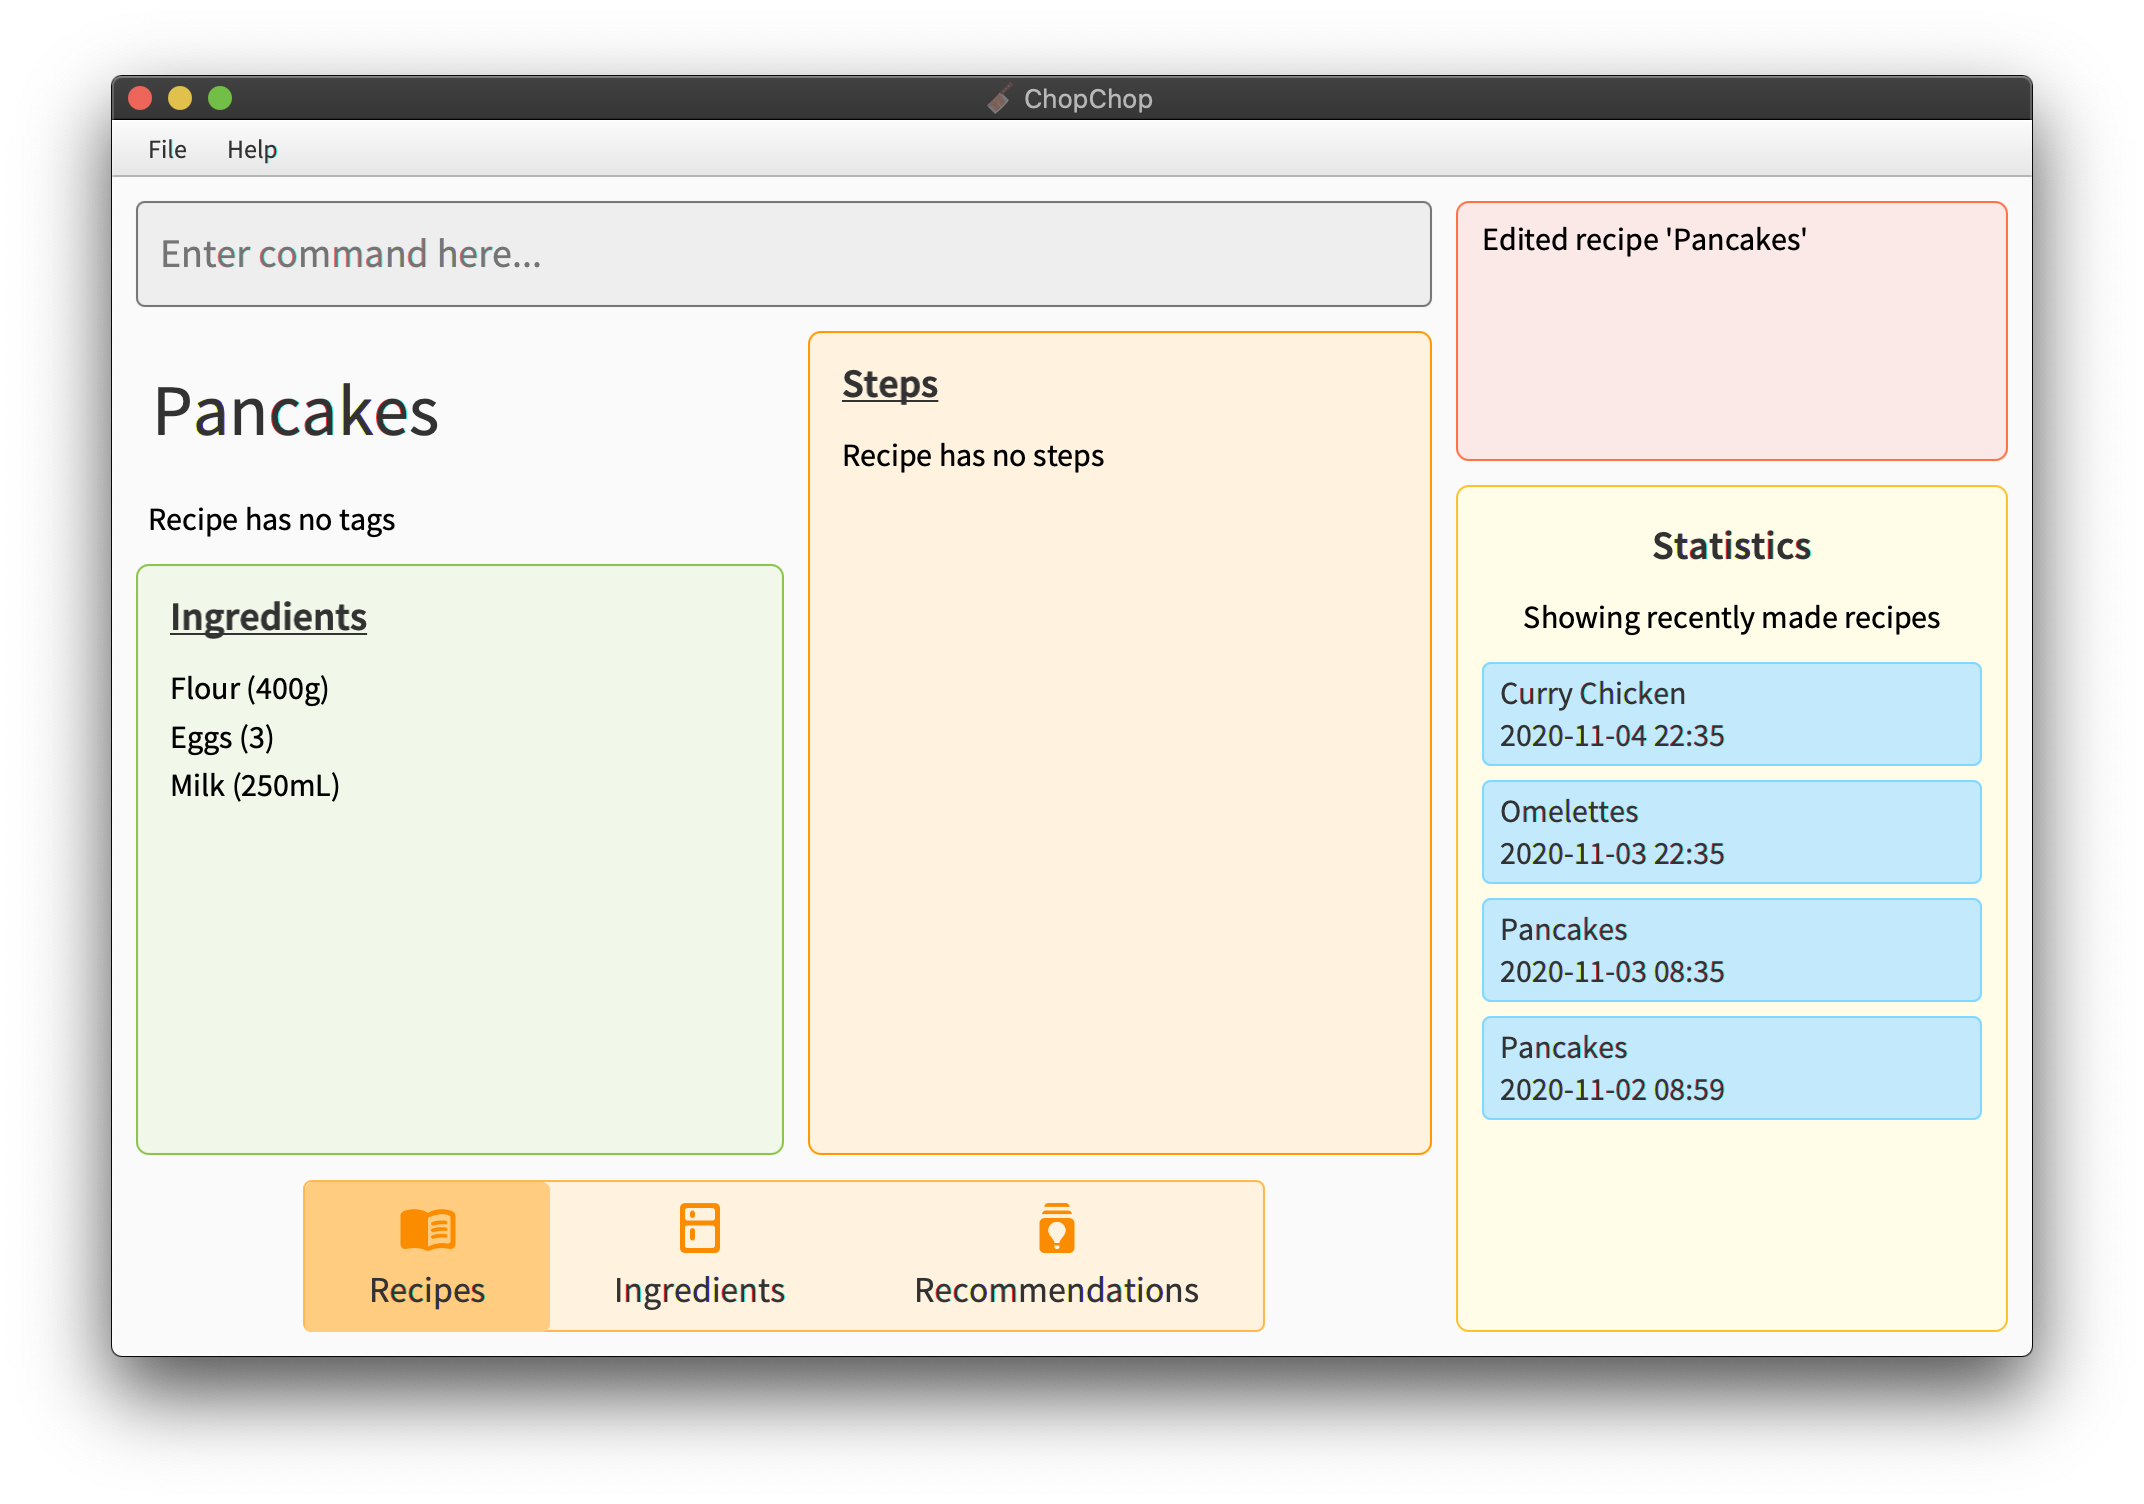 ChopChop
File Help
Enter command here...
Edited recipe 'Pancakes'
Pancakes
Recipe has no tags
Ingredients
Flour (400g)
Eggs (3)
Milk (250mL)
Steps
Recipe has no steps
Statistics
Showing recently made recipes
Curry Chicken
2020-11-04 22:35
Omelettes
2020-11-03 22:35
Pancakes
2020-11-03 08:35
Pancakes
2020-11-02 08:59
Recipes Ingredients Recommendations